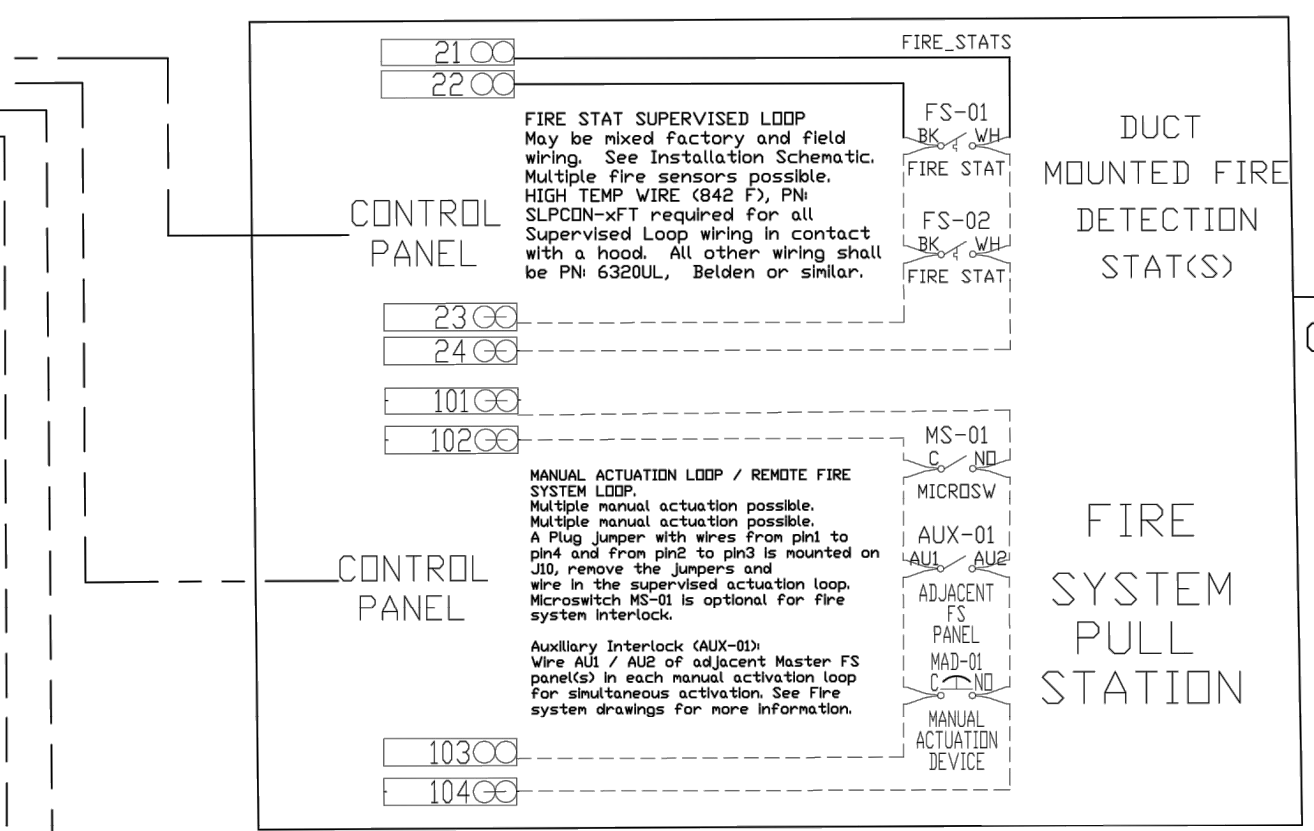 FIRE_STATS
21
22
FIRE STAT SUPERVISED LOOP
May be mixed factory and field
wiring. See Installation Schematic.
Multiple fire sensors possible.
HIGH TEMP WIRE (842 F), PN:
SLPCON-xFT required for all
Supervised Loop wiring in contact
with a hood. All other wiring shall
be PN: 6320UL, Belden or similar.
CONTROL
PANEL
FS-01
BK WH
FIRE STAT
FS-02
BK WH
FIRE STAT
DUCT
MOUNTED FIRE
DETECTION
STAT(S)
23
24
101
102
MANUAL ACTUATION LOOP / REMOTE FIRE
SYSTEM LOOP.
Multiple manual actuation possible.
Multiple manual actuation possible.
A Plug jumper with wires from pin1 to
pin4 and from pin2 to pin3 is mounted on
J10, remove the jumpers and
wire in the supervised actuation loop.
Microswitch MS-01 is optional for fire
system interlock.
Auxiliary Interlock (AUX-01):
Wire AU1 / AU2 of adjacent Master FS
panel(s) in each manual activation loop
for simultaneous activation. See Fire
system drawings for more information.
CONTROL
PANEL
MS-01
C NO
MICROSW
AUX-01
AU1 AU2
ADJACENT
FS
PANEL
MAD-01
C NO
MANUAL
ACTUATION
DEVICE
FIRE
SYSTEM
PULL
STATION
103
104